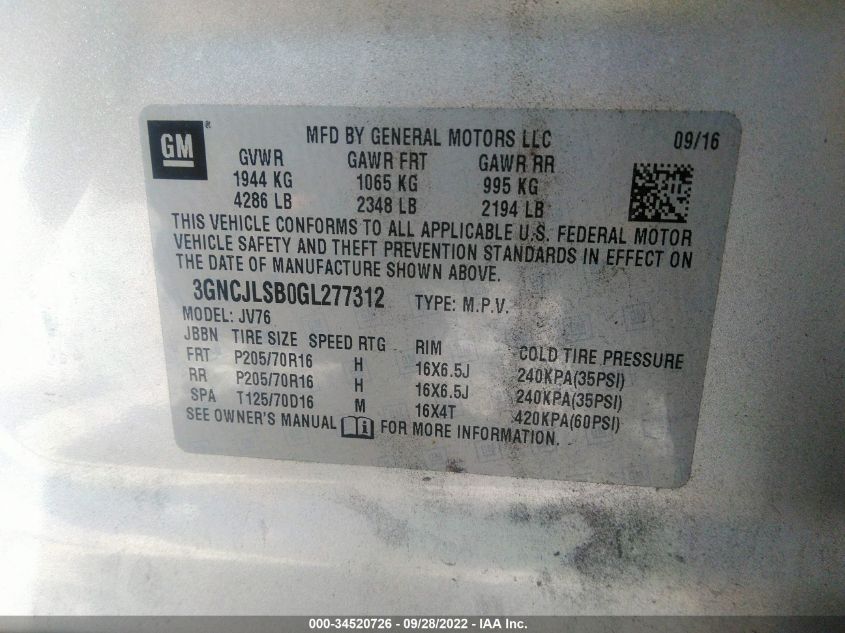 GM®
MFD BY GENERAL MOTORS LLC 09/16
GVWR GAWR FRT GAWR RR
1944 KG 1065 KG 995 KG
4286 LB 2348 LB 2194 LB
THIS VEHICLE CONFORMS TO ALL APPLICABLE U.S. FEDERAL MOTOR
VEHICLE SAFETY AND THEFT PREVENTION STANDARDS IN EFFECT ON
THE DATE OF MANUFACTURE SHOWN ABOVE.
3GNCJLSB0GL277312 TYPE: M.P.V.
MODEL: JV76
JBBN TIRE SIZE SPEED RTG RIM COLD TIRE PRESSURE
FRT P205/70R16 H 16X6.5J 240KPA(35PSI)
RR P205/70R16 H 16X6.5J 240KPA(35PSI)
SPA T125/70D16 M 16X4T 420KPA(60PSI)
SEE OWNER'S MANUAL FOR MORE INFORMATION.
000-34520726 - 09/28/2022 - IAA Inc.